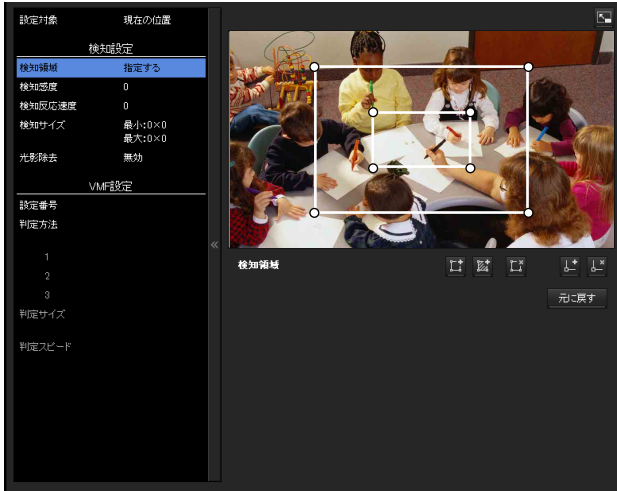 設定対象 現在の位置
検知設定
検知領域 指定する
検知感度 0
検知反応速度 0
検知サイズ 最小:0×0
最大:0×0
光影除去 無効
VMF設定
設定番号
判定方法
1
2
3
判定サイズ
判定スピード
«
検知領域
元に戻す